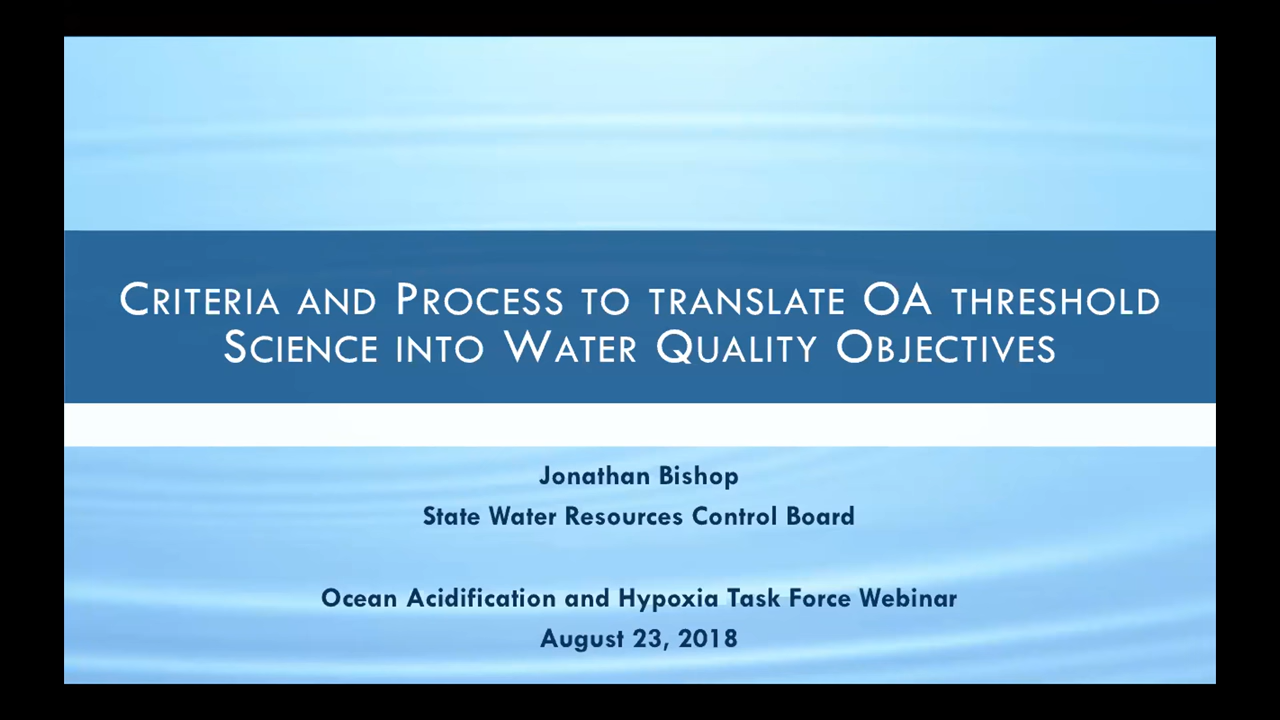 Criteria and Process to translate OA threshold
Science into Water Quality Objectives
Jonathan Bishop
State Water Resources Control Board
Ocean Acidification and Hypoxia Task Force Webinar
August 23, 2018